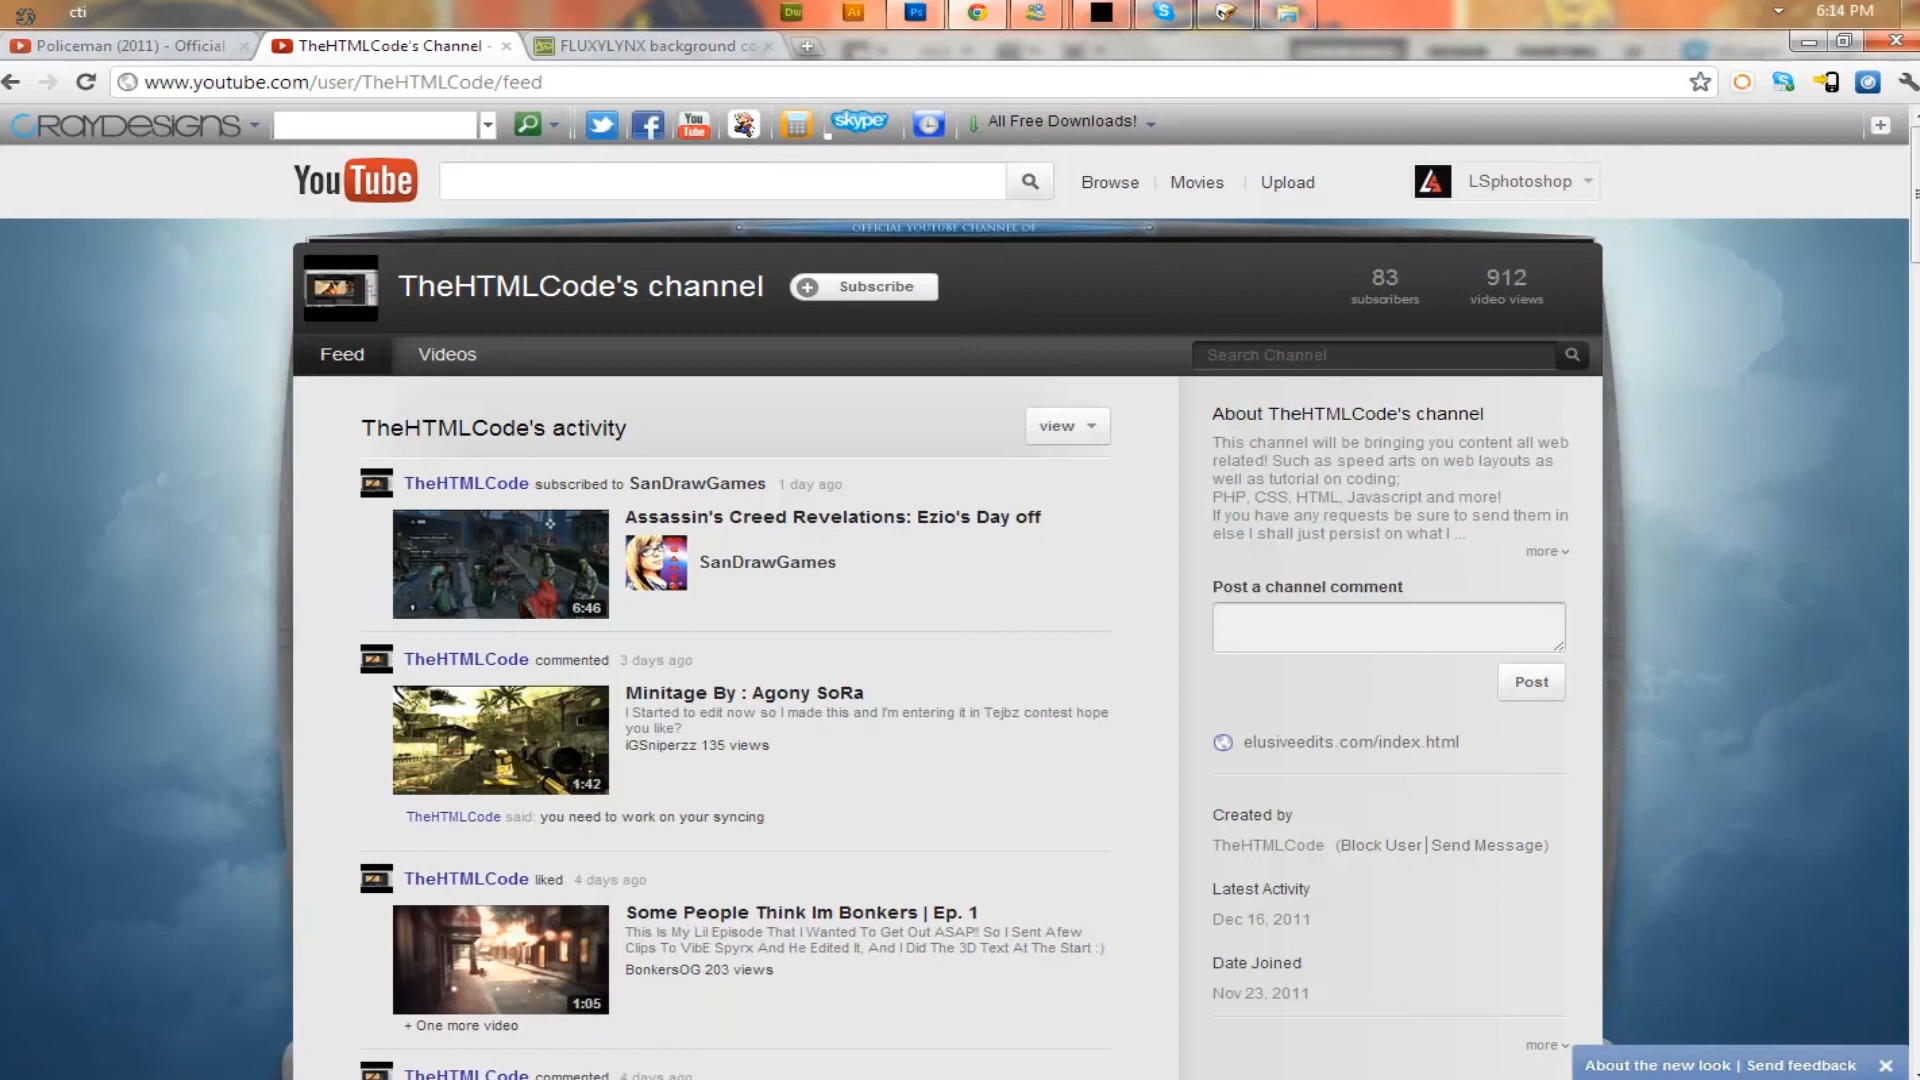 cti
Dw
Ai
Ps
6:14 PM
Policeman (2011) - Official
TheHTMLCode's Channel -
FLUXYLYNX background co
www.youtube.com/user/TheHTMLCode/feed
GRAYDESIGNS
You Tube
skype
All Free Downloads!
YouTube
Browse
Movies
Upload
LSphotoshop
OFFICIAL YOUTUBE CHANNEL OF
TheHTMLCode's channel
Subscribe
83
subscribers
912
video views
Feed
Videos
Search Channel
TheHTMLCode's activity
view
TheHTMLCode subscribed to SanDrawGames 1 day ago
Assassin's Creed Revelations: Ezio's Day off
SanDrawGames
6:46
TheHTMLCode commented 3 days ago
Minitage By : Agony SoRa
I Started to edit now so I made this and I'm entering it in Tejbz contest hope
you like?
iGSniperzz 135 views
1:42
TheHTMLCode said: you need to work on your syncing
TheHTMLCode liked 4 days ago
Some People Think Im Bonkers | Ep. 1
This Is My Lil Episode That I Wanted To Get Out ASAP!! So I Sent Afew
Clips To VibE Spyrx And He Edited It, And I Did The 3D Text At The Start :)
BonkersOG 203 views
1:05
+ One more video
TheHTMLCode commented 4 days ago
About TheHTMLCode's channel
This channel will be bringing you content all web
related! Such as speed arts on web layouts as
well as tutorial on coding;
PHP, CSS, HTML, Javascript and more!
If you have any requests be sure to send them in
else I shall just persist on what I ...
more
Post a channel comment
Post
elusiveedits.com/index.html
Created by
TheHTMLCode (Block User|Send Message)
Latest Activity
Dec 16, 2011
Date Joined
Nov 23, 2011
more
About the new look | Send feedback